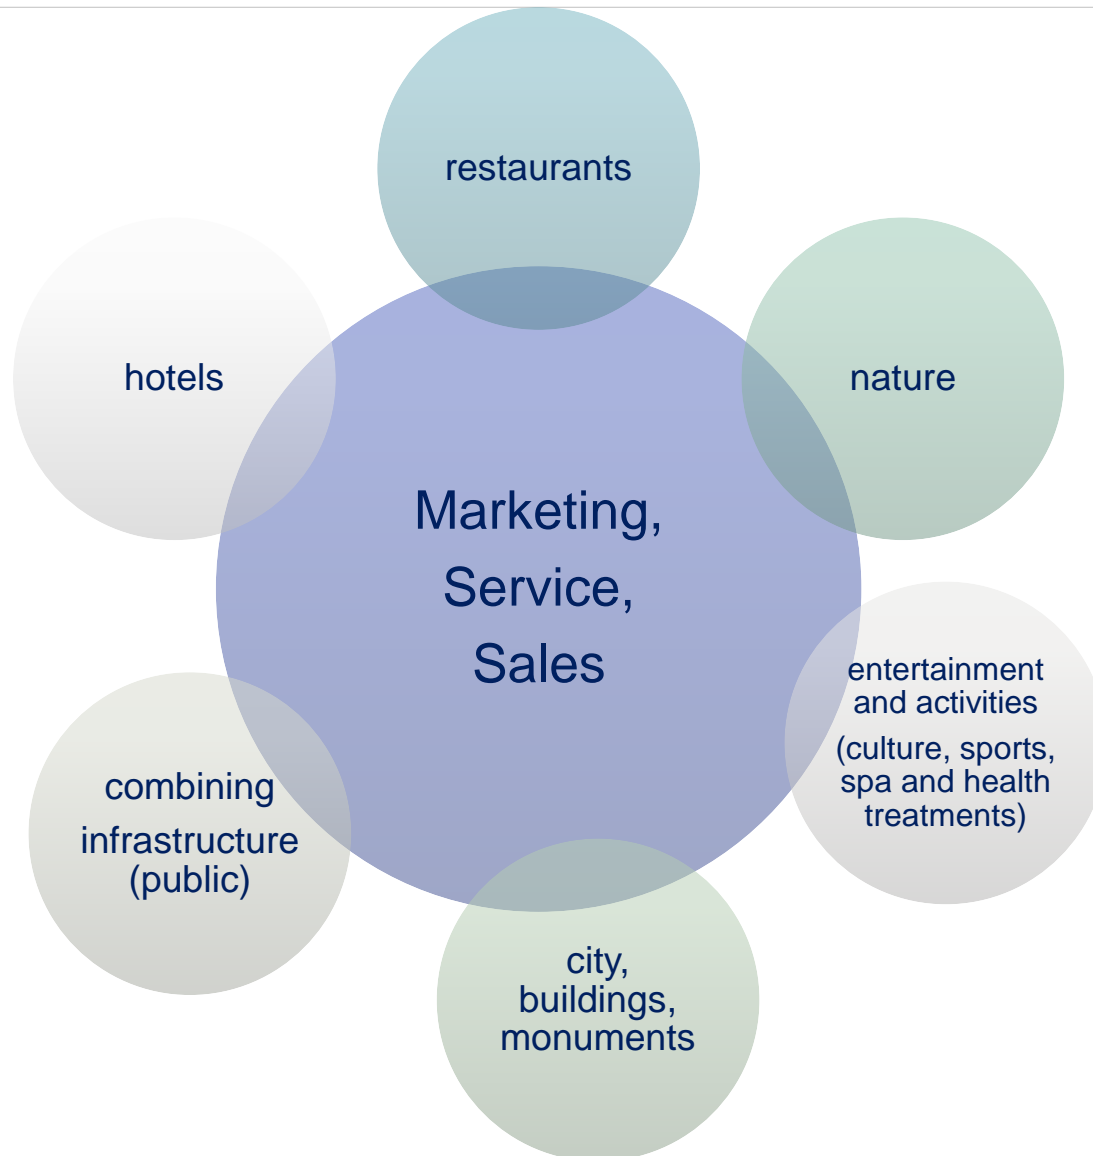 restaurants
hotels
nature
Marketing,
Service,
Sales
entertainment
and activities
(culture, sports,
spa and health
treatments)
combining
infrastructure
(public)
city,
buildings,
monuments